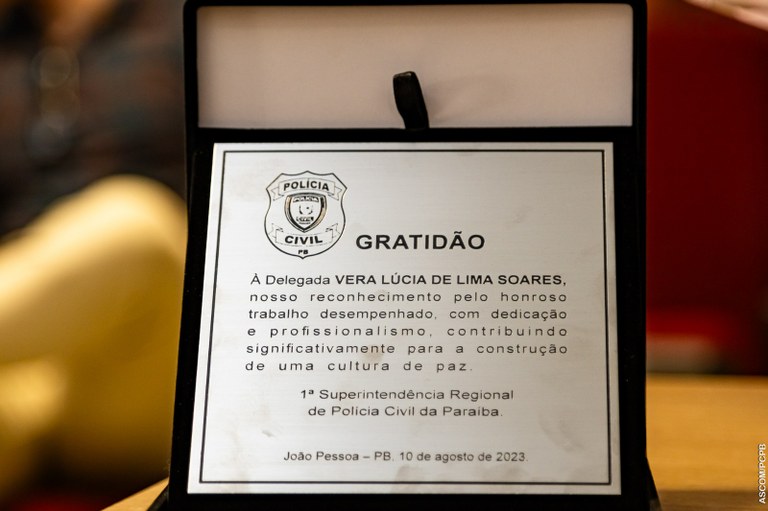 POLÍCIA
CIVIL
PB
GRATIDÃO
À Delegada VERA LÚCIA DE LIMA SOARES,
nosso reconhecimento pelo honroso
trabalho desempenhado, com dedicação
e profissionalismo, contribuindo
significativamente para a construção
de uma cultura de paz.
1ª Superintendência Regional
de Polícia Civil da Paraíba.
João Pessoa – PB. 10 de agosto de 2023.
ASCOM/PCPB